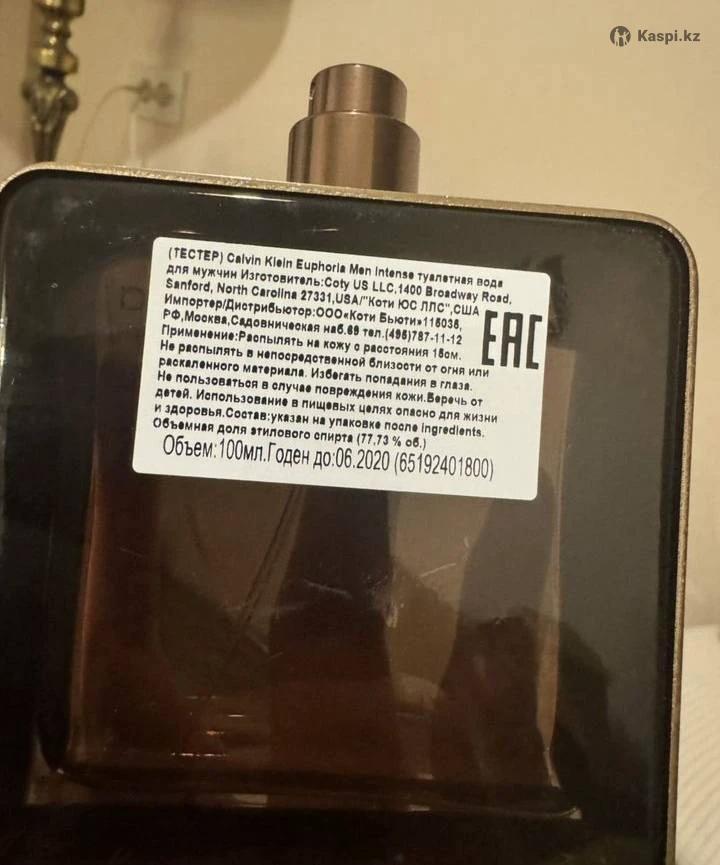 Kaspi.kz
(ТЕСТЕР) Calvin Klein Euphoria Men Intense туалетная вода
для мужчин Изготовитель:Coty US LLC,1400 Broadway Road,
Sanford, North Carolina 27331,USA/"Коти ЮС ЛЛС",США
Импортер/Дистрибьютор:ООО«Коти Бьюти»115035,
РФ,Москва,Садовническая наб.69 тел.(495)787-11-12
Применение:Распылять на кожу с расстояния 15см.
Не распылять в непосредственной близости от огня или
раскаленного материала. Избегать попадания в глаза.
Не пользоваться в случае повреждения кожи.Беречь от
детей. Использование в пищевых целях опасно для жизни
и здоровья.Состав:указан на упаковке после ingredients.
Объемная доля этилового спирта (77,73 % об.)
Объем:100мл.Годен до:06.2020 (65192401800)
EAC